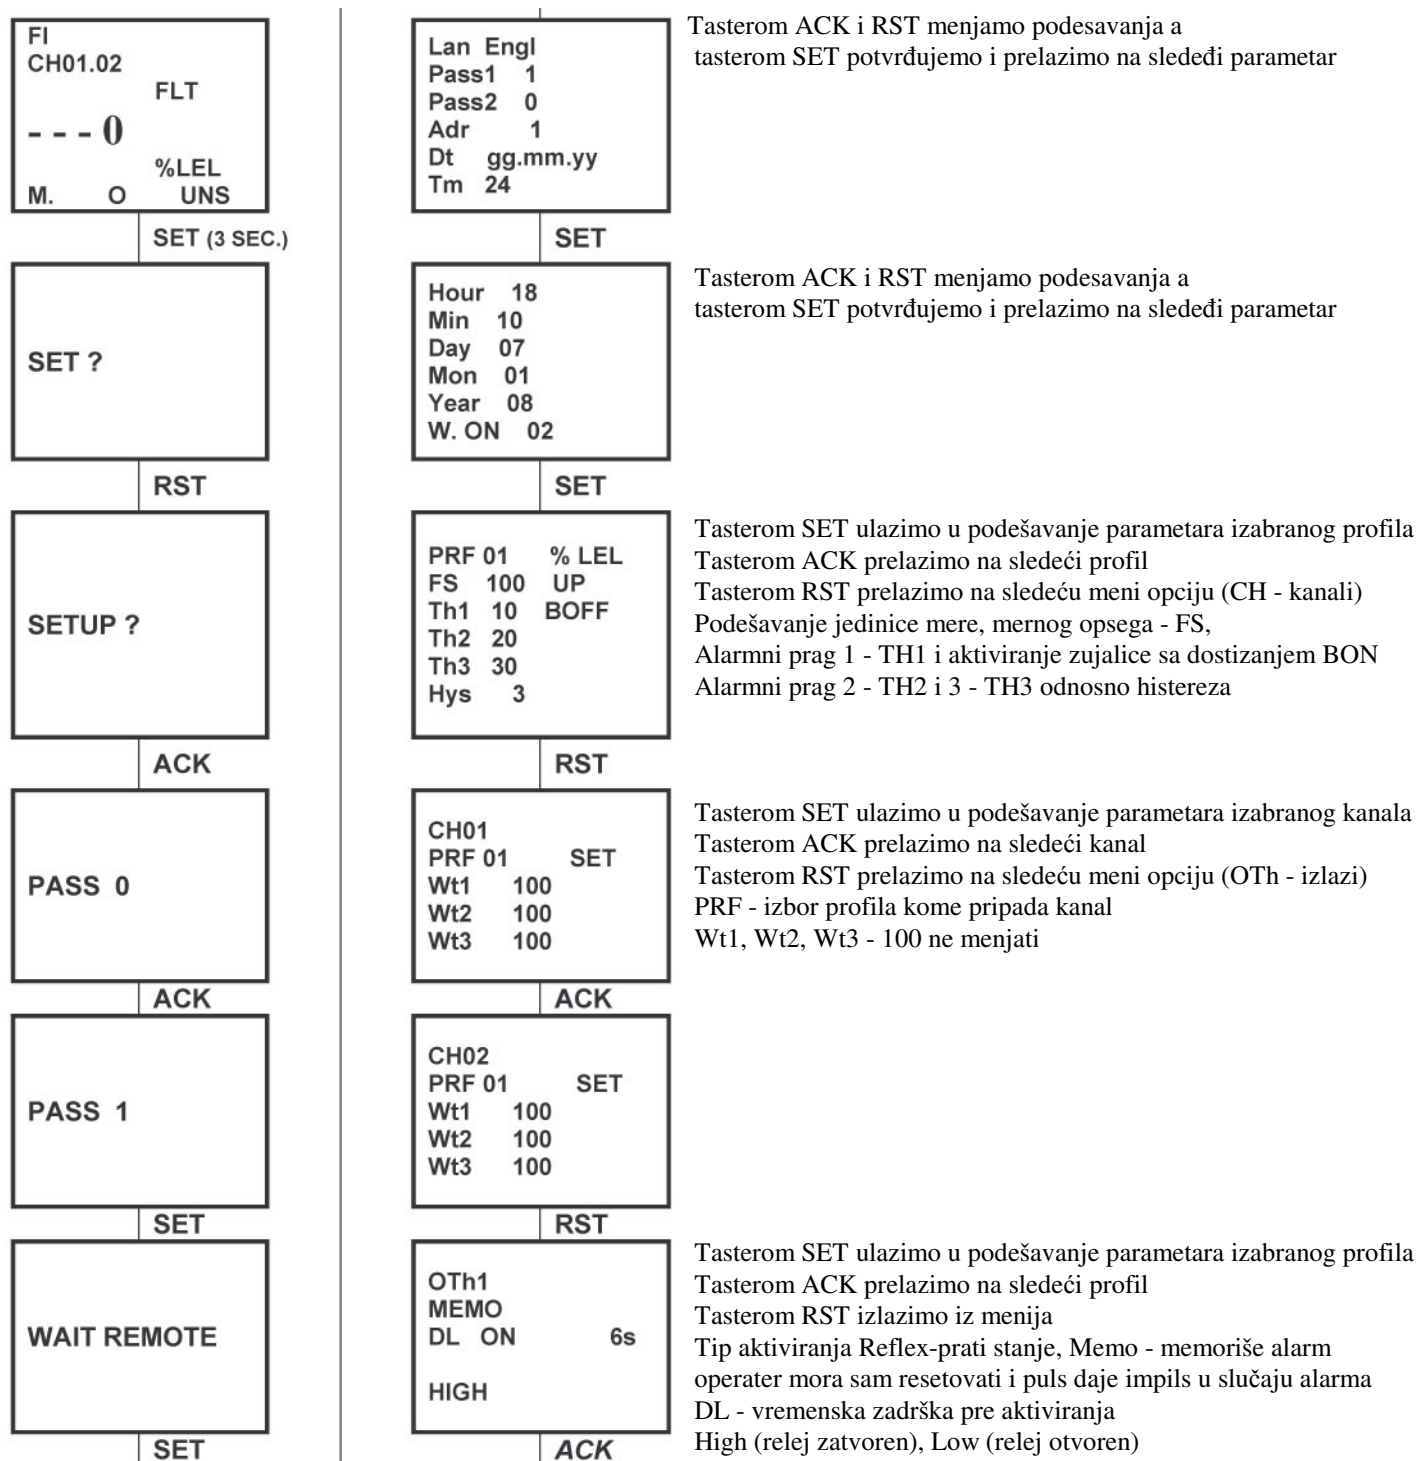 FI
CH01.02
FLT
- - - 0
%LEL
M. O UNS
SET (3 SEC.)
SET ?
RST
SETUP ?
ACK
PASS 0
ACK
PASS 1
SET
WAIT REMOTE
SET
Lan Engl
Pass1 1
Pass2 0
Adr 1
Dt gg.mm.yy
Tm 24
Tasterom ACK i RST menjamo podesavanja a
tasterom SET potvrđujemo i prelazimo na sledeđi parametar
SET
Hour 18
Min 10
Day 07
Mon 01
Year 08
W. ON 02
Tasterom ACK i RST menjamo podesavanja a
tasterom SET potvrđujemo i prelazimo na sledeđi parametar
SET
PRF 01 % LEL
FS 100 UP
Th1 10 BOFF
Th2 20
Th3 30
Hys 3
Tasterom SET ulazimo u podešavanje parametara izabranog profila
Tasterom ACK prelazimo na sledeći profil
Tasterom RST prelazimo na sledeću meni opciju (CH - kanali)
Podešavanje jedinice mere, mernog opsega - FS,
Alarmni prag 1 - TH1 i aktiviranje zujalice sa dostizanjem BON
Alarmni prag 2 - TH2 i 3 - TH3 odnosno histereza
RST
CH01
PRF 01 SET
Wt1 100
Wt2 100
Wt3 100
Tasterom SET ulazimo u podešavanje parametara izabranog kanala
Tasterom ACK prelazimo na sledeći kanal
Tasterom RST prelazimo na sledeću meni opciju (OTh - izlazi)
PRF - izbor profila kome pripada kanal
Wt1, Wt2, Wt3 - 100 ne menjati
ACK
CH02
PRF 01 SET
Wt1 100
Wt2 100
Wt3 100
RST
OTh1
MEMO
DL ON 6s
HIGH
Tasterom SET ulazimo u podešavanje parametara izabranog profila
Tasterom ACK prelazimo na sledeći profil
Tasterom RST izlazimo iz menija
Tip aktiviranja Reflex-prati stanje, Memo - memoriše alarm
operater mora sam resetovati i puls daje impils u slučaju alarma
DL - vremenska zadrška pre aktiviranja
High (relej zatvoren), Low (relej otvoren)
ACK